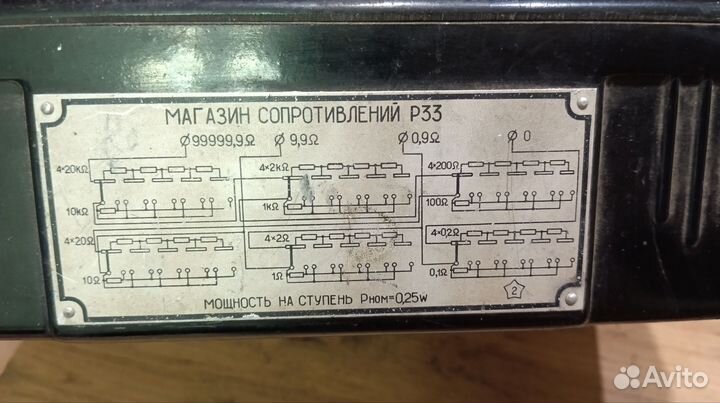 МАГАЗИН СОПРОТИВЛЕНИЙ Р33
99999,9Ω 9,9Ω 0,9Ω 0
4×20kΩ 4×2kΩ 4×200Ω
10kΩ 1kΩ 100Ω
4×20Ω 4×2Ω 4×0,2Ω
10Ω 1Ω 0,1Ω
МОЩНОСТЬ НА СТУПЕНЬ Рном=0,25w 2
Avito